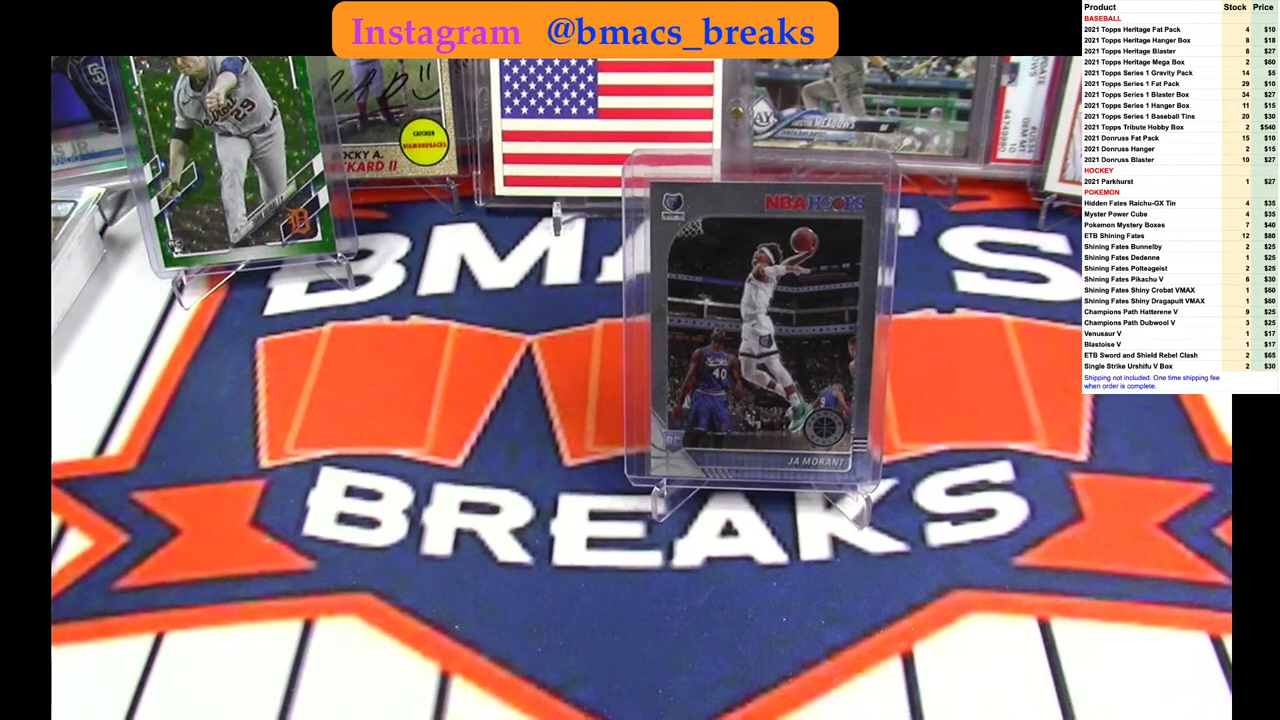 Instagram @bmacs_breaks
Product Stock Price
BASEBALL
2021 Topps Heritage Fat Pack 4 $10
2021 Topps Heritage Hanger Box 8 $18
2021 Topps Heritage Blaster 8 $27
2021 Topps Heritage Mega Box 2 $60
2021 Topps Series 1 Gravity Pack 14 $5
2021 Topps Series 1 Fat Pack 29 $10
2021 Topps Series 1 Blaster Box 34 $27
2021 Topps Series 1 Hanger Box 11 $15
2021 Topps Series 1 Baseball Tins 20 $30
2021 Topps Tribute Hobby Box 2 $540
2021 Donruss Fat Pack 15 $10
2021 Donruss Hanger 2 $15
2021 Donruss Blaster 10 $27
HOCKEY
2021 Parkhurst 1 $27
POKEMON
Hidden Fates Raichu-GX Tin 4 $35
Myster Power Cube 4 $35
Pokemon Mystery Boxes 7 $40
ETB Shining Fates 12 $80
Shining Fates Bunnelby 2 $25
Shining Fates Dedenne 1 $25
Shining Fates Polteageist 2 $25
Shining Fates Pikachu V 6 $30
Shining Fates Shiny Crobat VMAX 1 $60
Shining Fates Shiny Dragapult VMAX 1 $60
Champions Path Hatterene V 9 $25
Champions Path Dubwool V 3 $25
Venusaur V 1 $17
Blastoise V 1 $17
ETB Sword and Shield Rebel Clash 2 $65
Single Strike Urshifu V Box 2 $30
Shipping not included. One time shipping fee
when order is complete.
CATCHER
DIAMONDBACKS
AUSTIN MEADOWS
NBA HOOPS
40
RC
JA MORANT
BREAKS